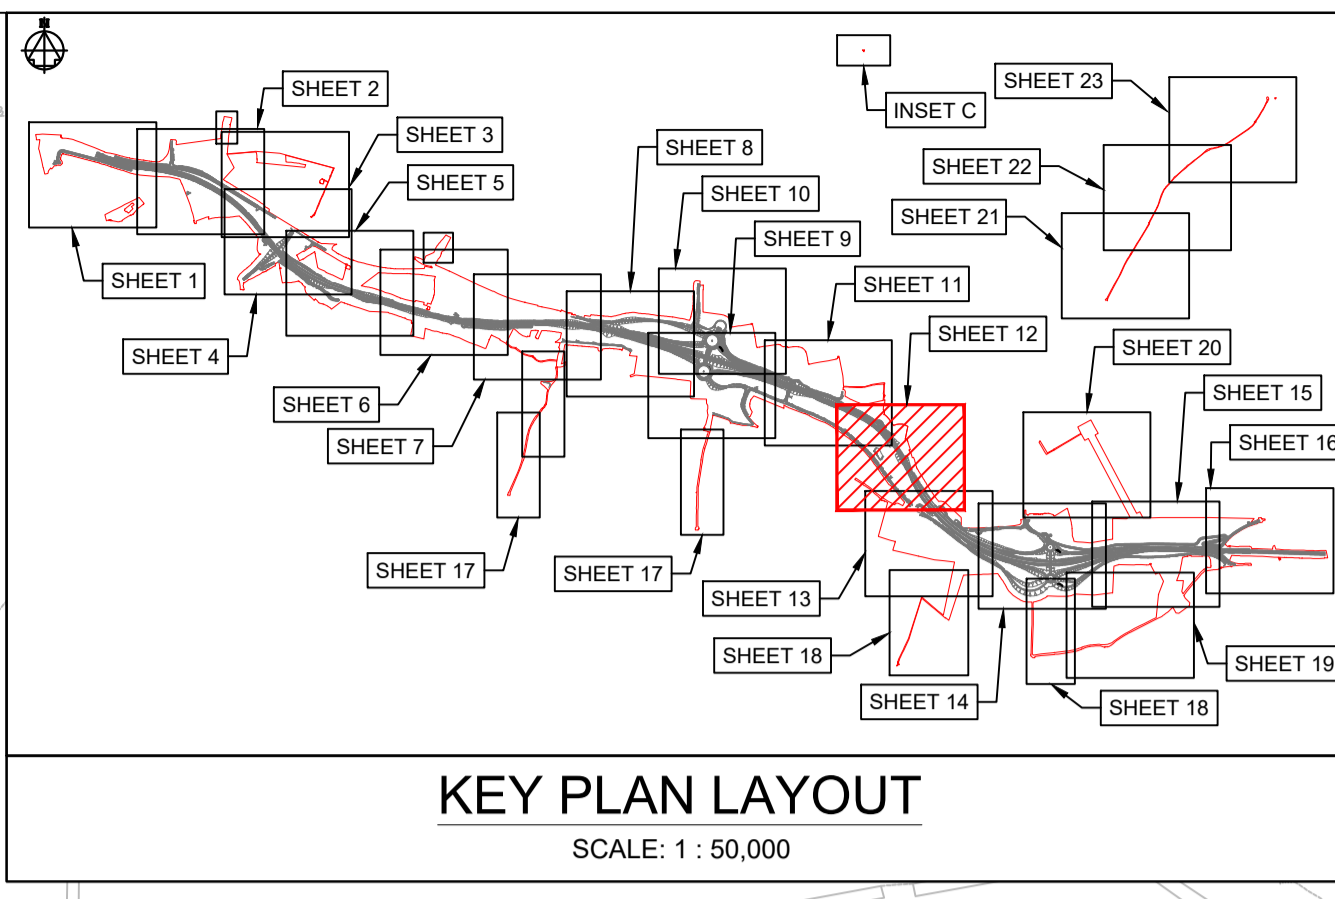 SHEET 2
INSET C
SHEET 23
SHEET 3
SHEET 8
SHEET 22
SHEET 5
SHEET 10
SHEET 21
SHEET 9
SHEET 1
SHEET 11
SHEET 12
SHEET 4
SHEET 20
SHEET 6
SHEET 15
SHEET 7
SHEET 16
SHEET 17
SHEET 17
SHEET 13
SHEET 18
SHEET 19
SHEET 14
SHEET 18
KEY PLAN LAYOUT
SCALE: 1 : 50,000